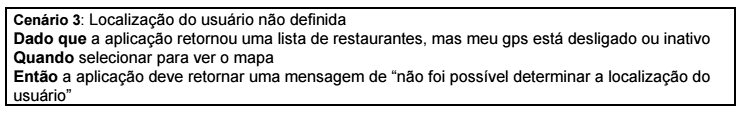 Cenário 3: Localização do usuário não definida
Dado que a aplicação retornou uma lista de restaurantes, mas meu gps está desligado ou inativo
Quando selecionar para ver o mapa
Então a aplicação deve retornar uma mensagem de “não foi possível determinar a localização do
usuário”